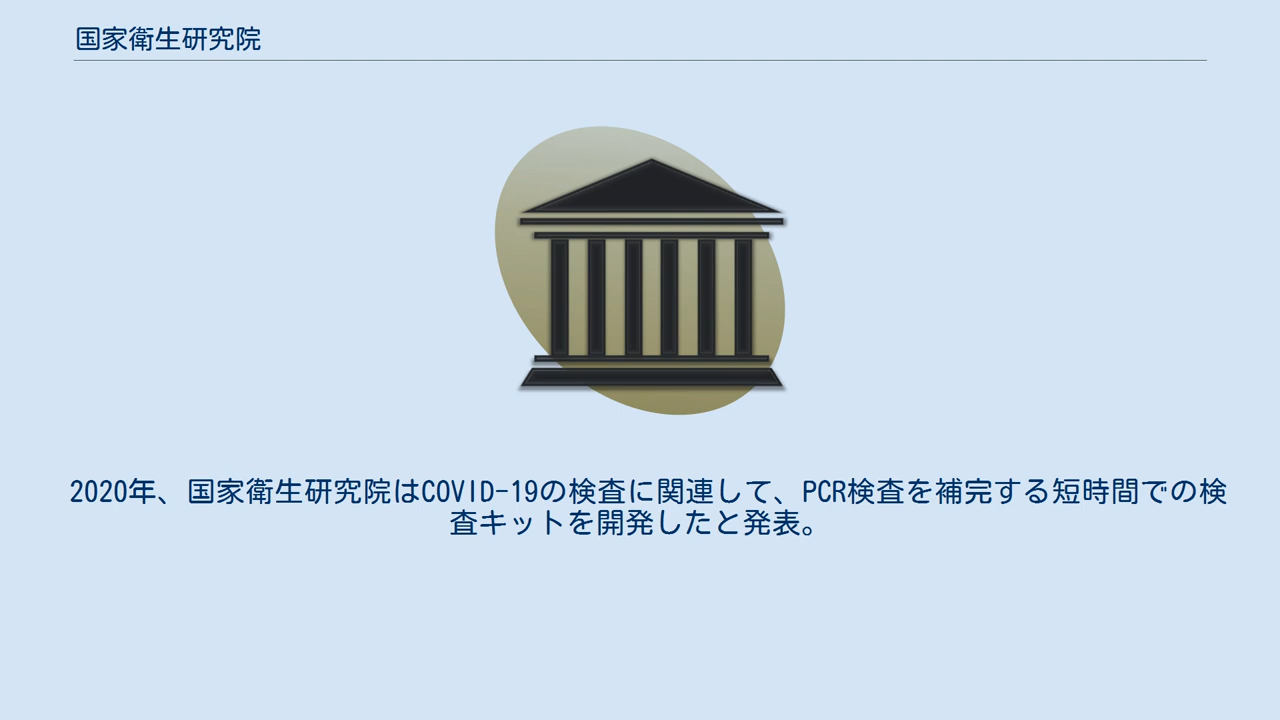 国家衛生研究院
2020年、国家衛生研究院はCOVID-19の検査に関連して、PCR検査を補完する短時間での検
査キットを開発したと発表。